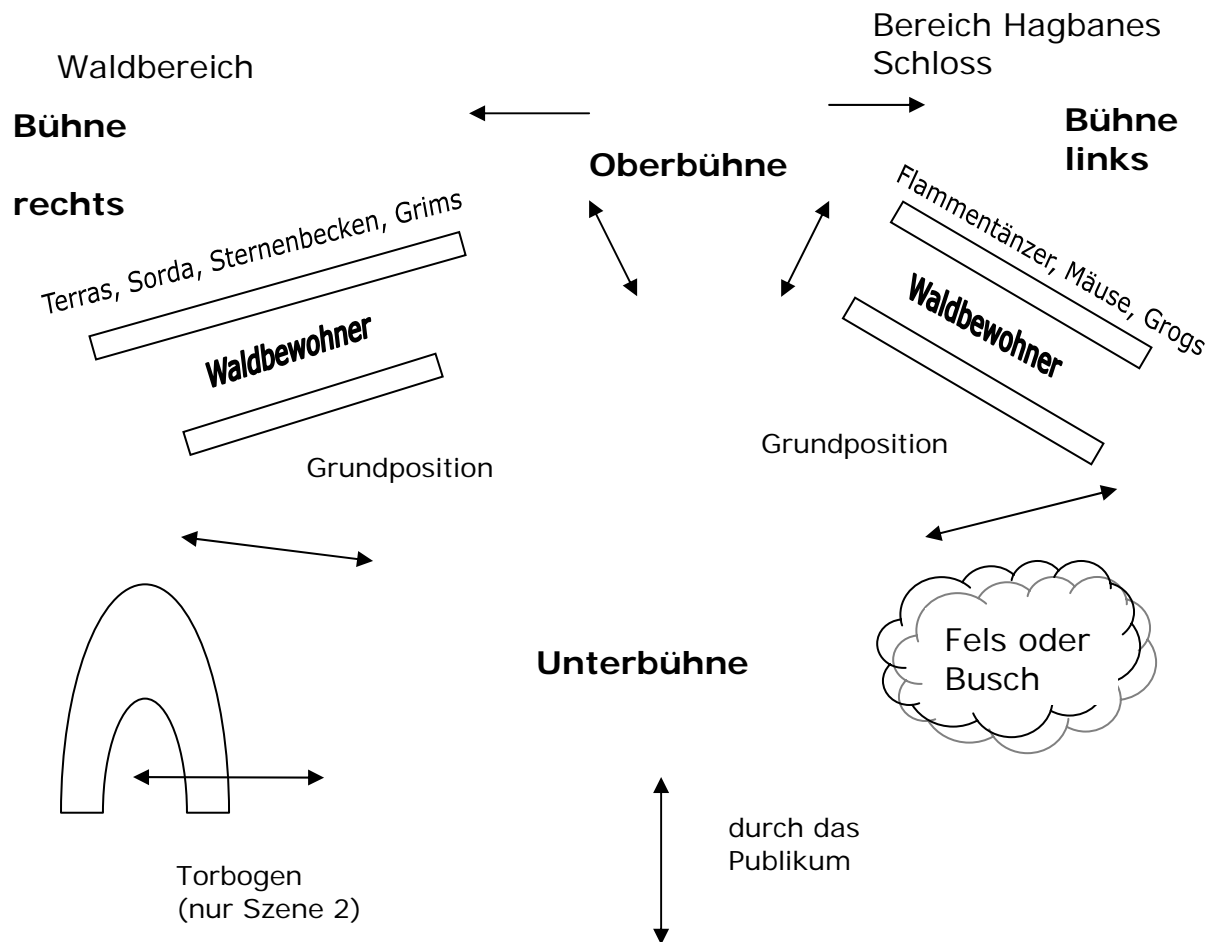 Bereich Hagbanes
Schloss
Waldbereich
Bühne
rechts
Bühne
links
Oberbühne
Terras, Sorda, Sternenbecken, Grims
Flammentänzer, Mäuse, Grogs
Waldbewohner
Waldbewohner
Grundposition
Grundposition
Unterbühne
Fels oder
Busch
durch das
Publikum
Torbogen
(nur Szene 2)